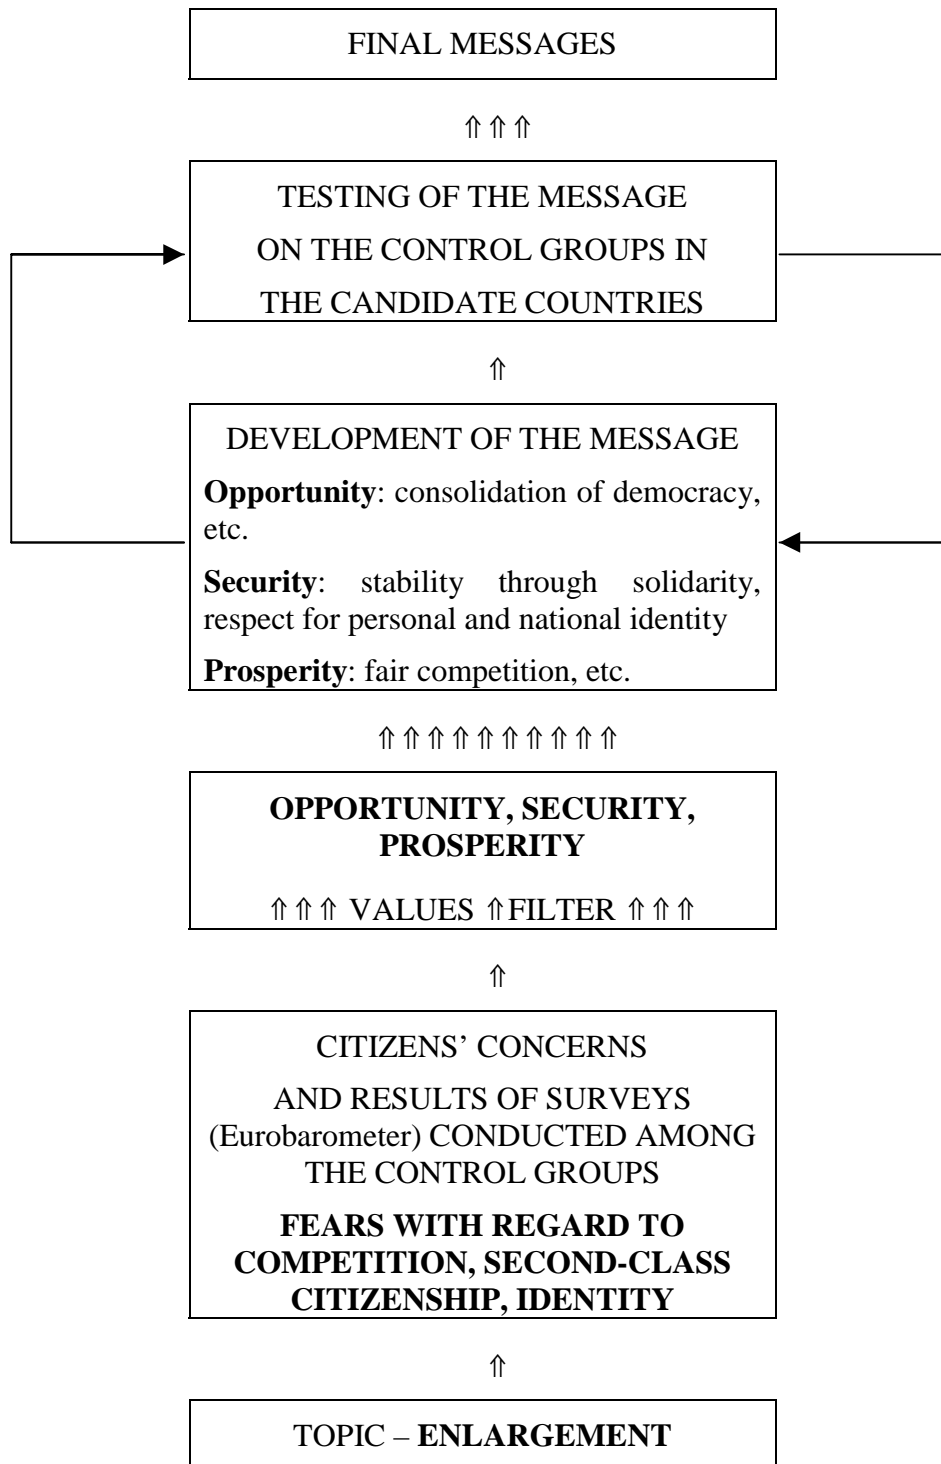 FINAL MESSAGES
⇑⇑⇑
TESTING OF THE MESSAGE
ON THE CONTROL GROUPS IN
THE CANDIDATE COUNTRIES
⇑
DEVELOPMENT OF THE MESSAGE
Opportunity: consolidation of democracy,
etc.
Security: stability through solidarity,
respect for personal and national identity
Prosperity: fair competition, etc.
⇑⇑⇑⇑⇑⇑⇑⇑⇑⇑
OPPORTUNITY, SECURITY,
PROSPERITY
⇑⇑⇑ VALUES ⇑FILTER ⇑⇑⇑
⇑
CITIZENS’ CONCERNS
AND RESULTS OF SURVEYS
(Eurobarometer) CONDUCTED AMONG
THE CONTROL GROUPS
FEARS WITH REGARD TO
COMPETITION, SECOND-CLASS
CITIZENSHIP, IDENTITY
⇑
TOPIC – ENLARGEMENT